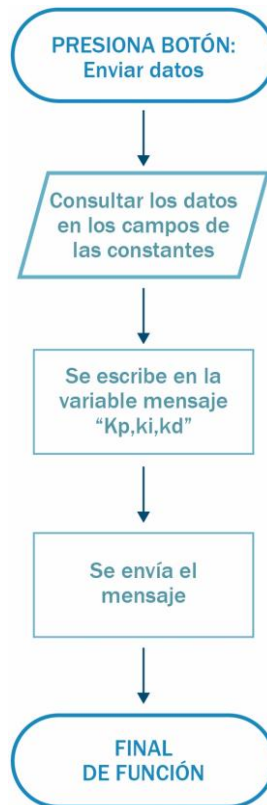 PRESIONA BOTÓN:
Enviar datos
Consultar los datos
en los campos de
las constantes
Se escribe en la
variable mensaje
“Kp,ki,kd”
Se envía el
mensaje
FINAL
DE FUNCIÓN